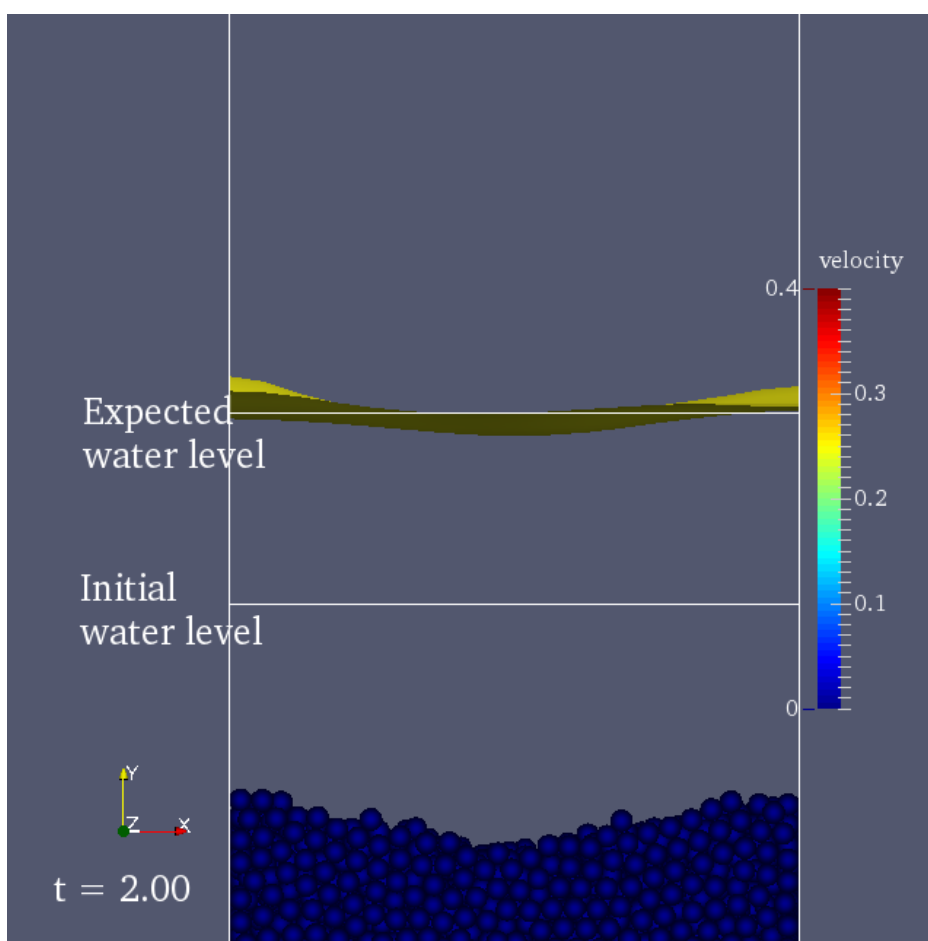 velocity
0.4
0.3
Expected
water level
0.2
Initial
water level
0.1
0
Y
Z
X
t = 2.00